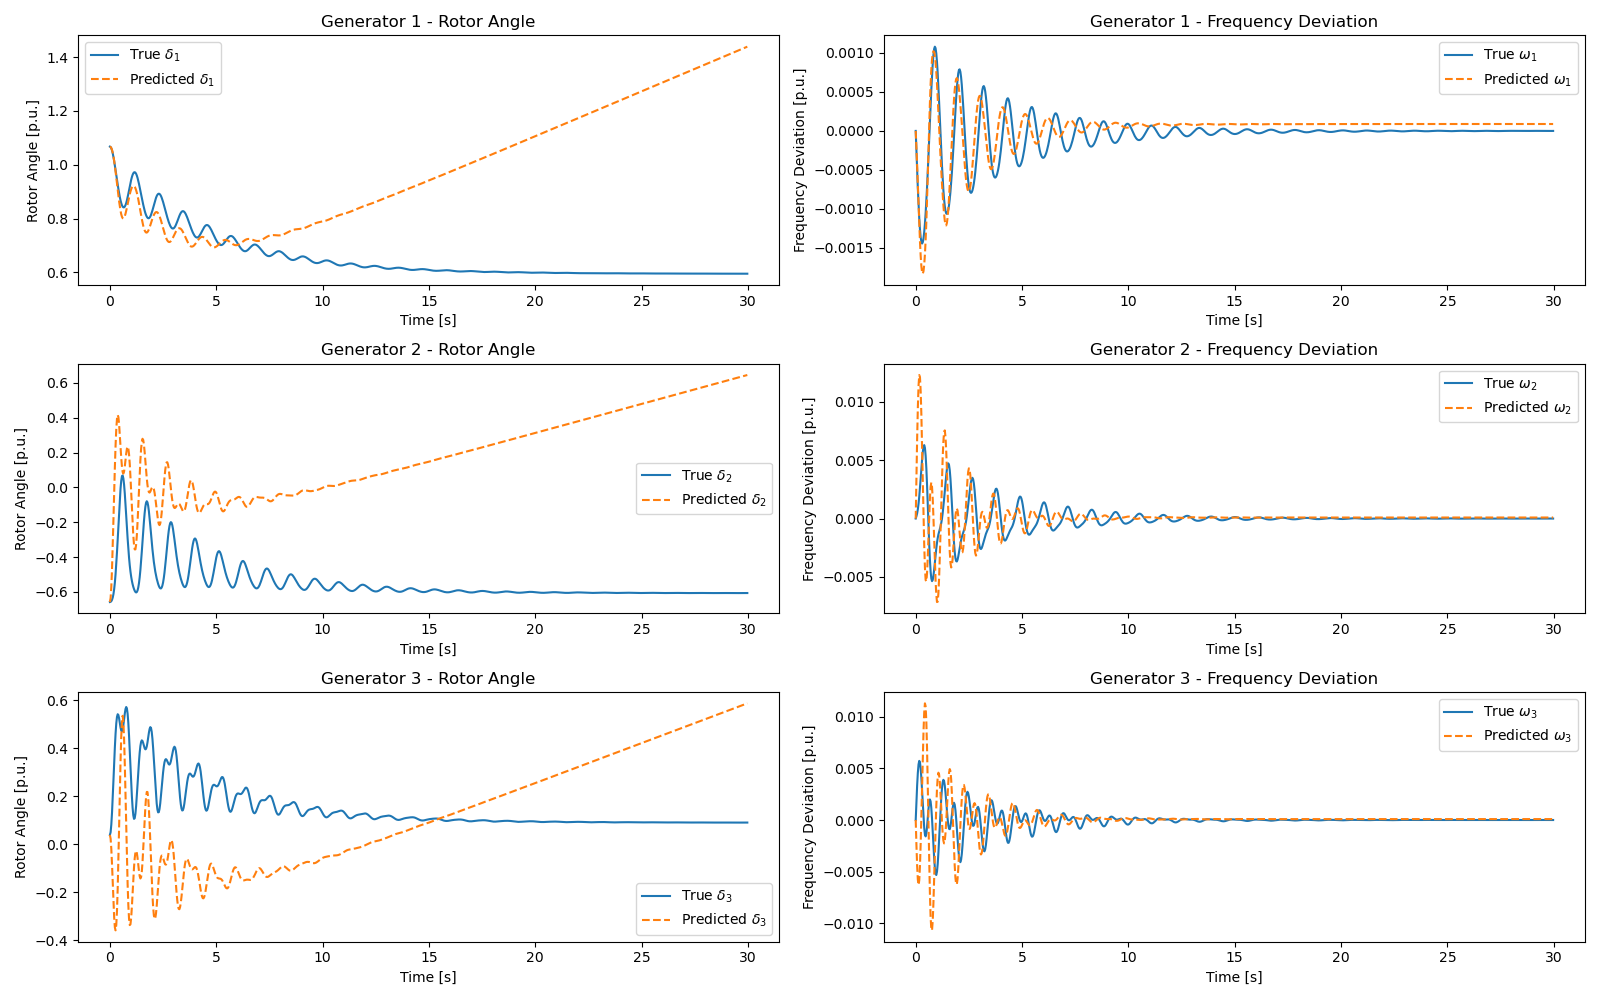 Generator 1 - Rotor Angle
Rotor Angle [p.u.]
1.4
1.2
1.0
0.8
0.6
True δ₁
Predicted δ₁
0 5 10 15 20 25 30
Time [s]
Generator 1 - Frequency Deviation
Frequency Deviation [p.u.]
0.0010
0.0005
0.0000
−0.0005
−0.0010
−0.0015
True ω₁
Predicted ω₁
0 5 10 15 20 25 30
Time [s]
Generator 2 - Rotor Angle
Rotor Angle [p.u.]
0.6
0.4
0.2
0.0
−0.2
−0.4
−0.6
True δ₂
Predicted δ₂
0 5 10 15 20 25 30
Time [s]
Generator 2 - Frequency Deviation
Frequency Deviation [p.u.]
0.010
0.005
0.000
−0.005
True ω₂
Predicted ω₂
0 5 10 15 20 25 30
Time [s]
Generator 3 - Rotor Angle
Rotor Angle [p.u.]
0.6
0.4
0.2
0.0
−0.2
−0.4
True δ₃
Predicted δ₃
0 5 10 15 20 25 30
Time [s]
Generator 3 - Frequency Deviation
Frequency Deviation [p.u.]
0.010
0.005
0.000
−0.005
−0.010
True ω₃
Predicted ω₃
0 5 10 15 20 25 30
Time [s]